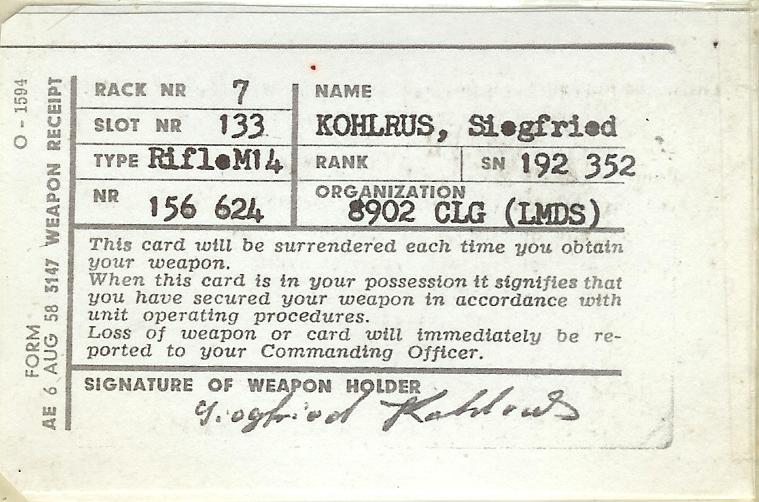 O - 1594
FORM
AE 6 AUG 58 3147 WEAPON RECEIPT
RACK NR 7
SLOT NR 133
TYPE RifleM14
NR 156 624
NAME
KOHLRUS, Siegfried
RANK SN 192 352
ORGANIZATION
8902 CLG (LMDS)
This card will be surrendered each time you obtain
your weapon.
When this card is in your possession it signifies that
you have secured your weapon in accordance with
unit operating procedures.
Loss of weapon or card will immediately be re-
ported to your Commanding Officer.
SIGNATURE OF WEAPON HOLDER
Siegfried Kohlrus